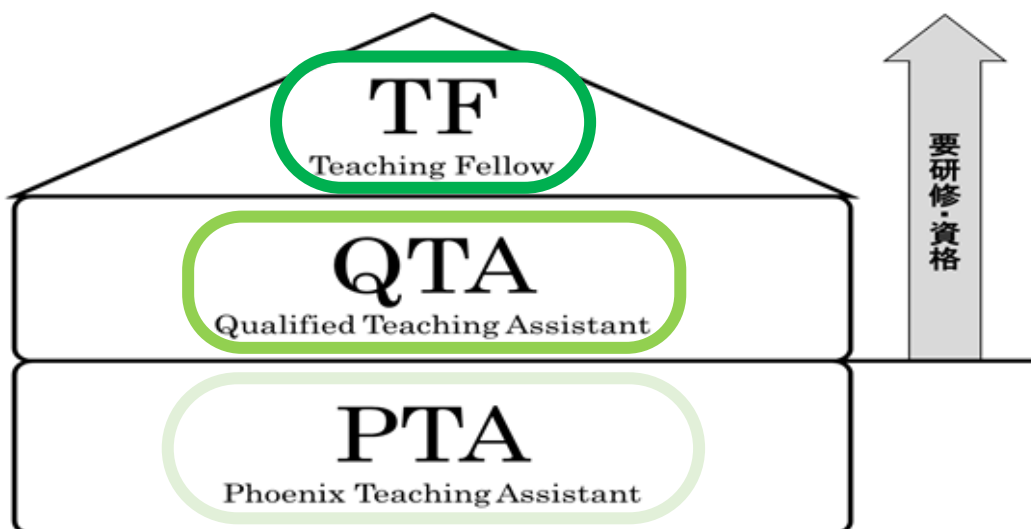 TF
Teaching Fellow
QTA
Qualified Teaching Assistant
PTA
Phoenix Teaching Assistant
要研修・資格